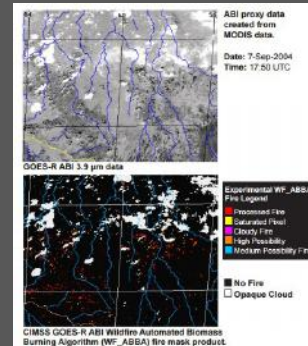 ABI proxy data
created from
MODIS data.
Date: 7-Sep-2004
Time: 17:50 UTC
GOES-R ABI 3.9 µm data
Experimental WF_ABBA
Fire Legend
Processed Fire
Saturated Pixel
Cloudy Fire
High Possibility
Medium Possibility Fire
No Fire
Opaque Cloud
CIMSS GOES-R ABI Wildfire Automated Biomass
Burning Algorithm (WF_ABBA) fire mask product.